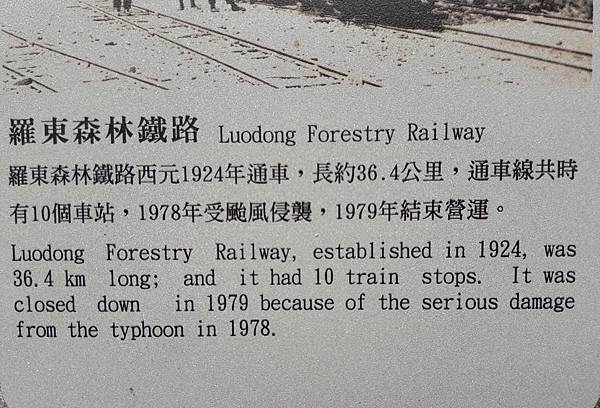 羅東森林鐵路 Luodong Forestry Railway
羅東森林鐵路西元1924年通車，長約36.4公里，通車線共時
有10個車站，1978年受颱風侵襲，1979年結束營運。
Luodong Forestry Railway, established in 1924, was
36.4 km long; and it had 10 train stops. It was
closed down in 1979 because of the serious damage
from the typhoon in 1978.